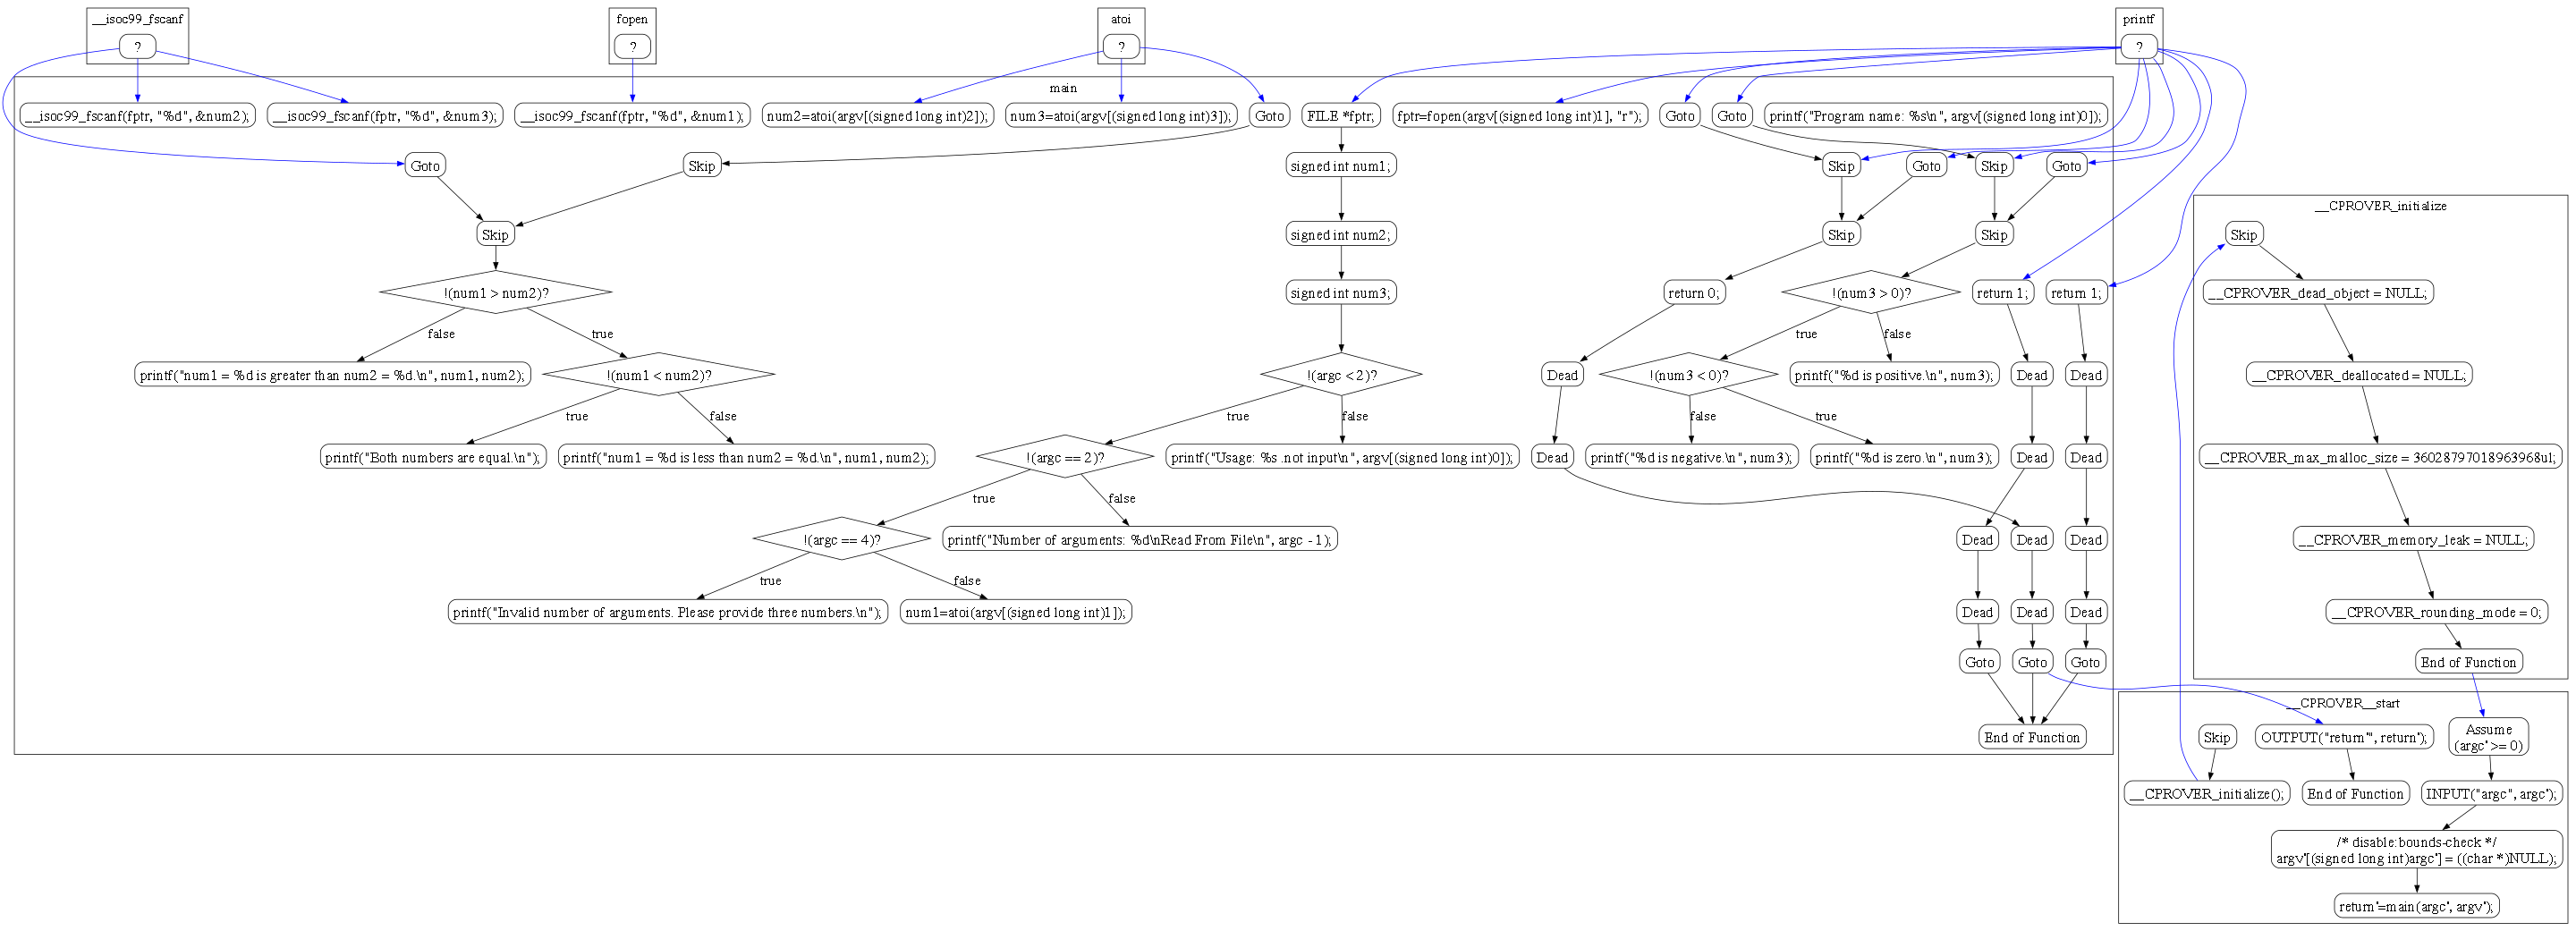 __isoc99_fscanf
?
fopen
?
atoi
?
printf
?
main
__isoc99_fscanf(fptr, "%d", &num2);
__isoc99_fscanf(fptr, "%d", &num3);
__isoc99_fscanf(fptr, "%d", &num1);
num2=atoi(argv[(signed long int)2]);
num3=atoi(argv[(signed long int)3]);
Goto
FILE *fptr;
fptr=fopen(argv[(signed long int)1], "r");
Goto
Goto
printf("Program name: %s\n", argv[(signed long int)0]);
Goto
Skip
signed int num1;
Skip
Goto
Skip
Goto
Skip
signed int num2;
Skip
Skip
!(num1 > num2)?
signed int num3;
return 0;
!(num3 > 0)?
return 1;
return 1;
false
true
true
false
printf("num1 = %d is greater than num2 = %d.\n", num1, num2);
!(num1 < num2)?
!(argc < 2)?
Dead
!(num3 < 0)?
printf("%d is positive.\n", num3);
Dead
Dead
true
false
true
false
false
true
printf("Both numbers are equal.\n");
printf("num1 = %d is less than num2 = %d.\n", num1, num2);
!(argc == 2)?
printf("Usage: %s .not input\n", argv[(signed long int)0]);
Dead
printf("%d is negative.\n", num3);
printf("%d is zero.\n", num3);
Dead
Dead
true
false
!(argc == 4)?
printf("Number of arguments: %d\nRead From File\n", argc - 1);
Dead
Dead
Dead
true
false
printf("Invalid number of arguments. Please provide three numbers.\n");
num1=atoi(argv[(signed long int)1]);
Dead
Dead
Dead
Goto
Goto
Goto
End of Function
__CPROVER_initialize
Skip
__CPROVER_dead_object = NULL;
__CPROVER_deallocated = NULL;
__CPROVER_max_malloc_size = 36028797018963968ul;
__CPROVER_memory_leak = NULL;
__CPROVER_rounding_mode = 0;
End of Function
__CPROVER__start
Skip
OUTPUT("return'", return');
Assume
(argc' >= 0)
__CPROVER_initialize();
End of Function
INPUT("argc", argc');
/* disable:bounds-check */
argv'[(signed long int)argc'] = ((char *)NULL);
return'=main(argc', argv');